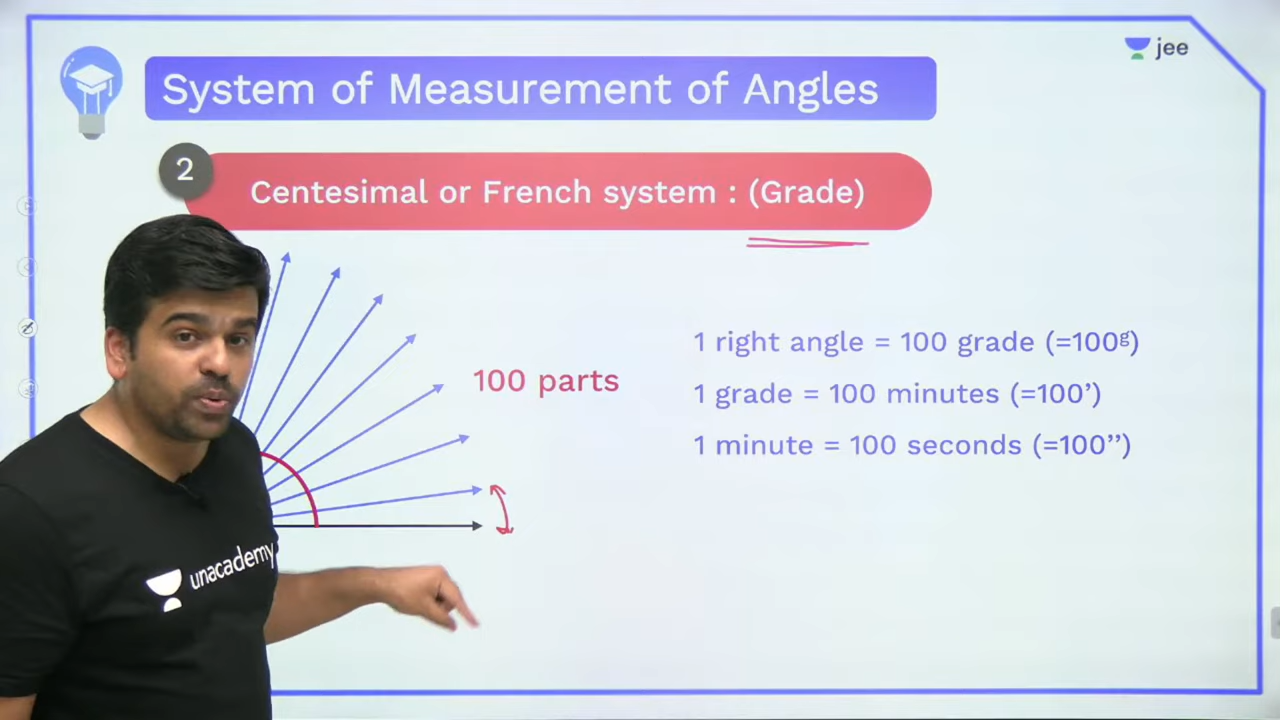 jee
System of Measurement of Angles
2
Centesimal or French system : (Grade)
100 parts
1 right angle = 100 grade (=100ᵍ)
1 grade = 100 minutes (=100’)
1 minute = 100 seconds (=100’’)
unacademy